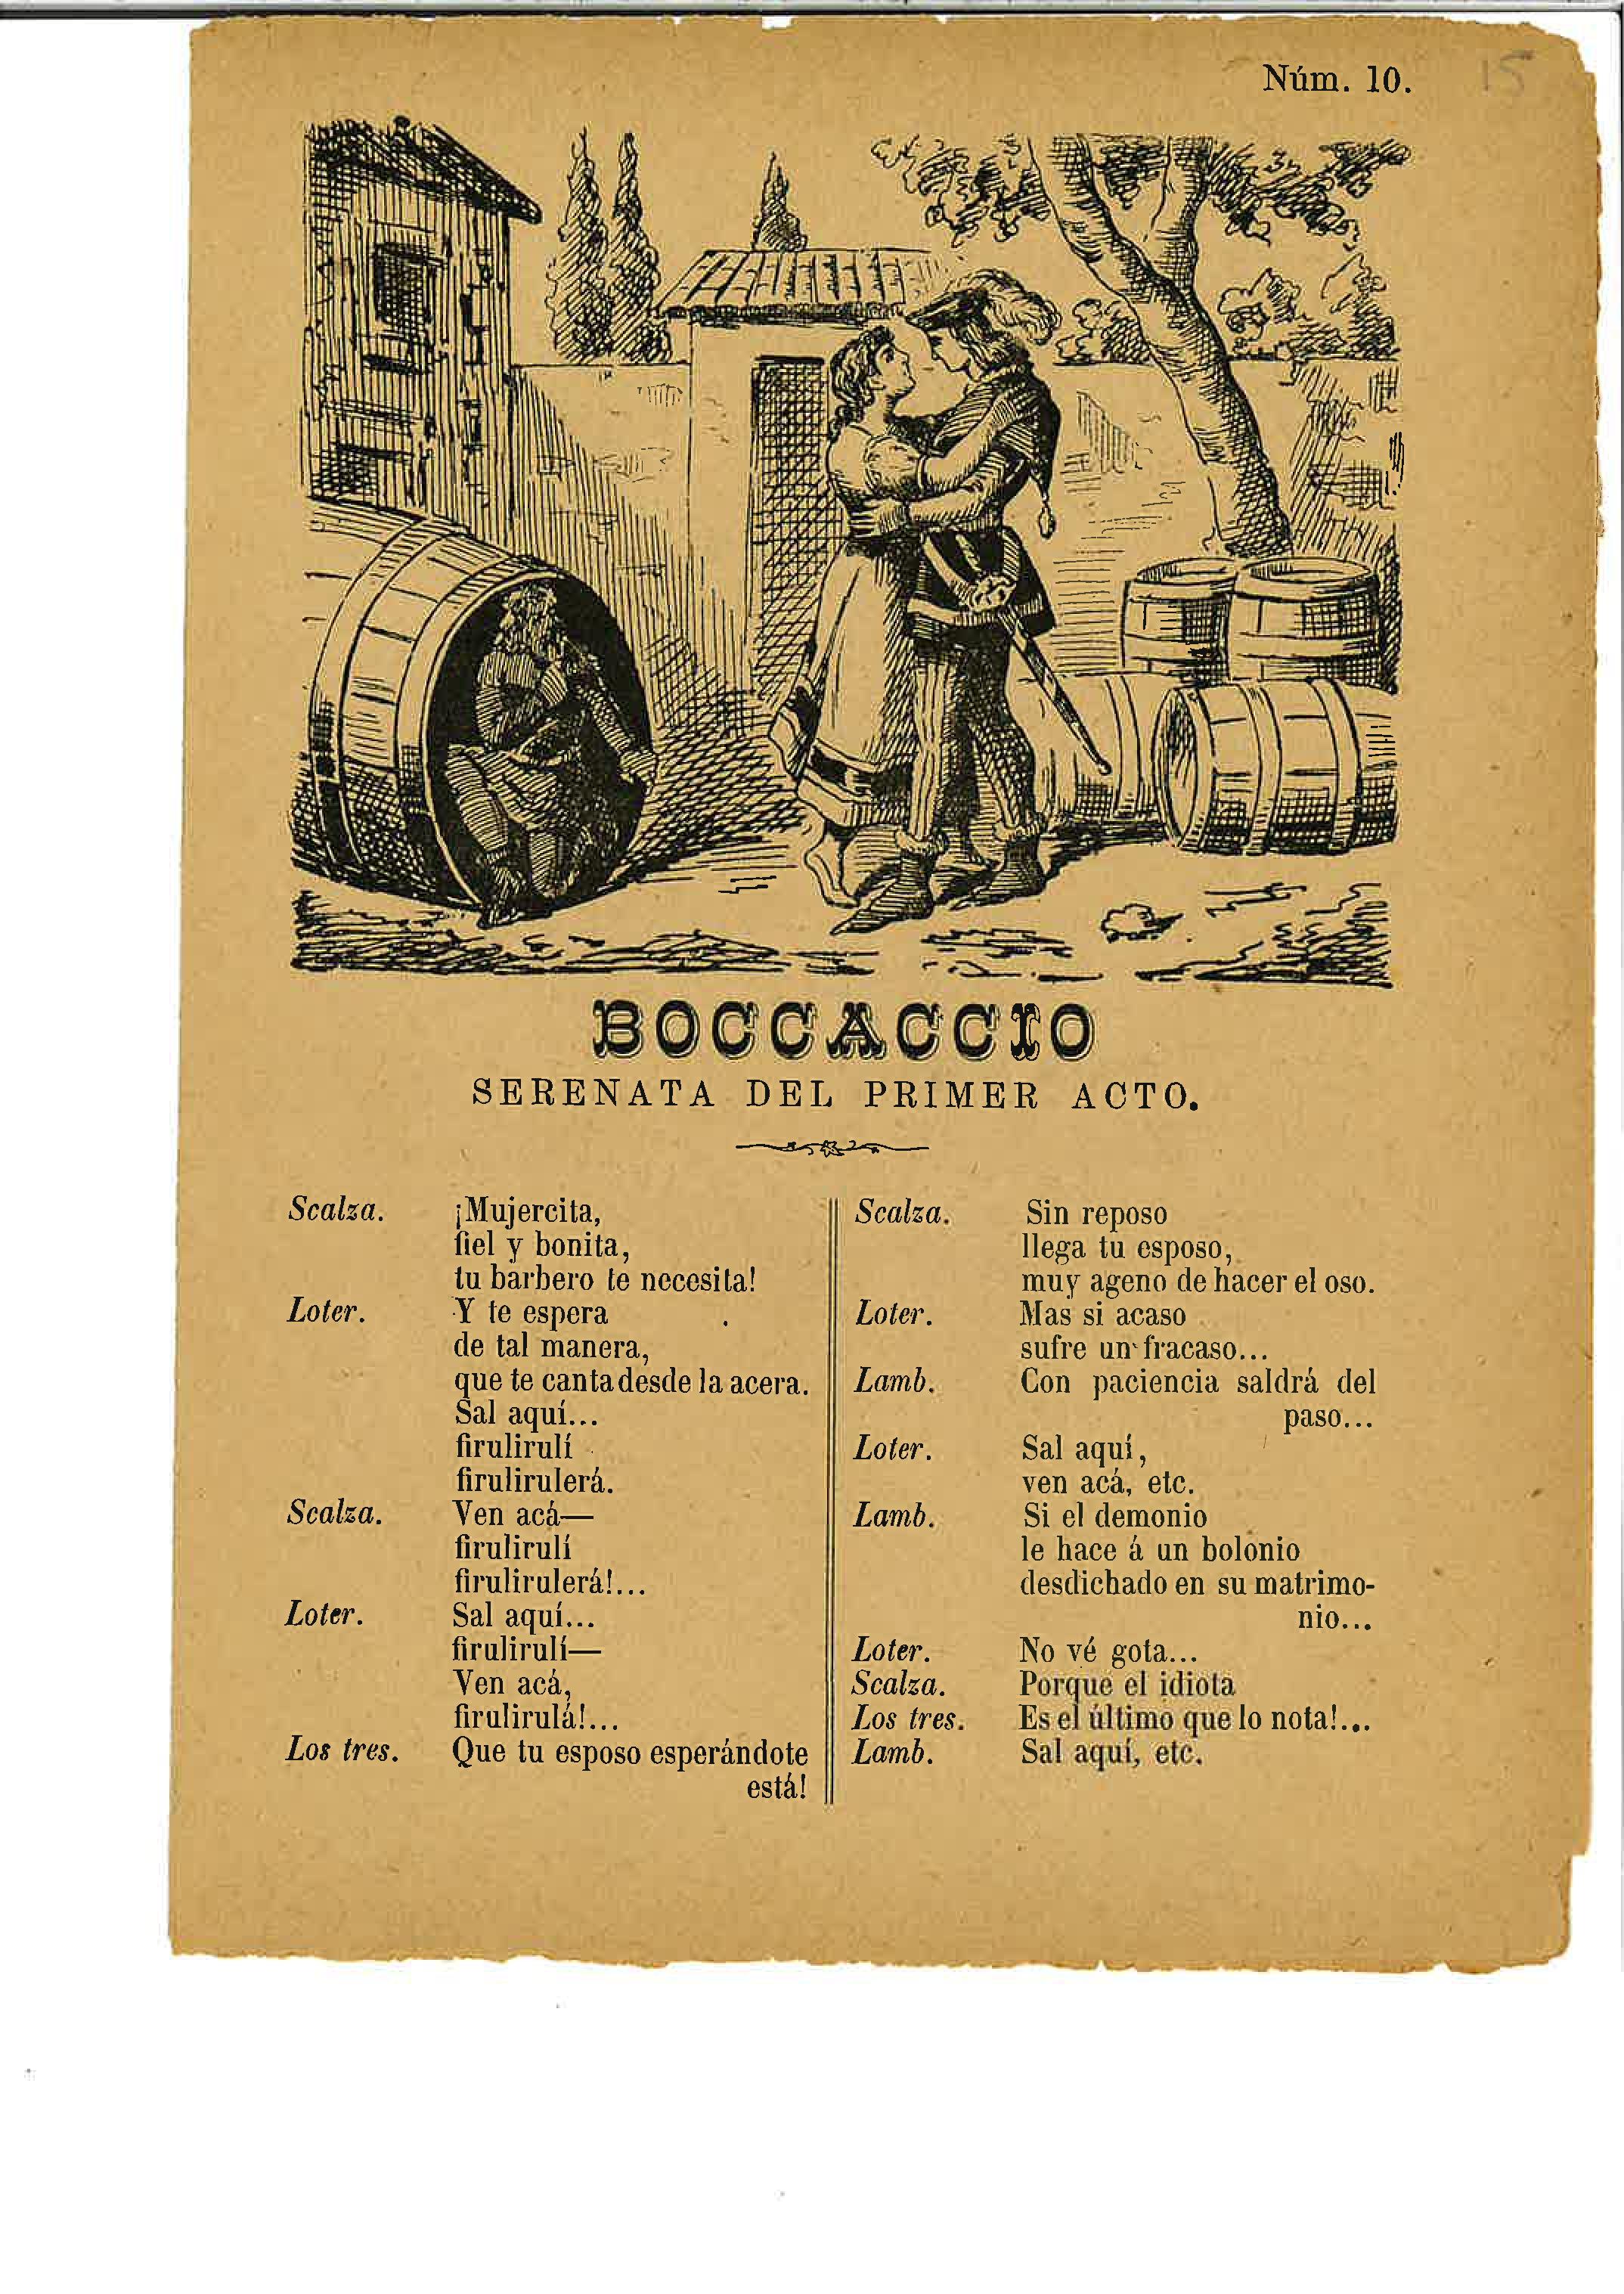 Núm. 10.
15
BOCCACCIO
SERENATA DEL PRIMER ACTO.
Scalza. ¡Mujercita,
fiel y bonita,
tu barbero te necesita!
Loter. Y te espera
de tal manera,
que te canta desde la acera.
Sal aquí...
firulirulí
firulirulerá.
Scalza. Ven acá—
firulirulí
firulirulerá!...
Loter. Sal aquí...
firulirulí—
Ven acá,
firulirulá!...
Los tres. Que tu esposo esperándote
está!
Scalza. Sin reposo
llega tu esposo,
muy ageno de hacer el oso.
Loter. Mas si acaso
sufre un fracaso...
Lamb. Con paciencia saldrá del
paso...
Loter. Sal aquí,
ven acá, etc.
Lamb. Si el demonio
le hace á un bolonio
desdichado en su matrimo-
nio...
Loter. No vé gota...
Scalza. Porque el idiota
Los tres. Es el último que lo nota!...
Lamb. Sal aquí, etc.